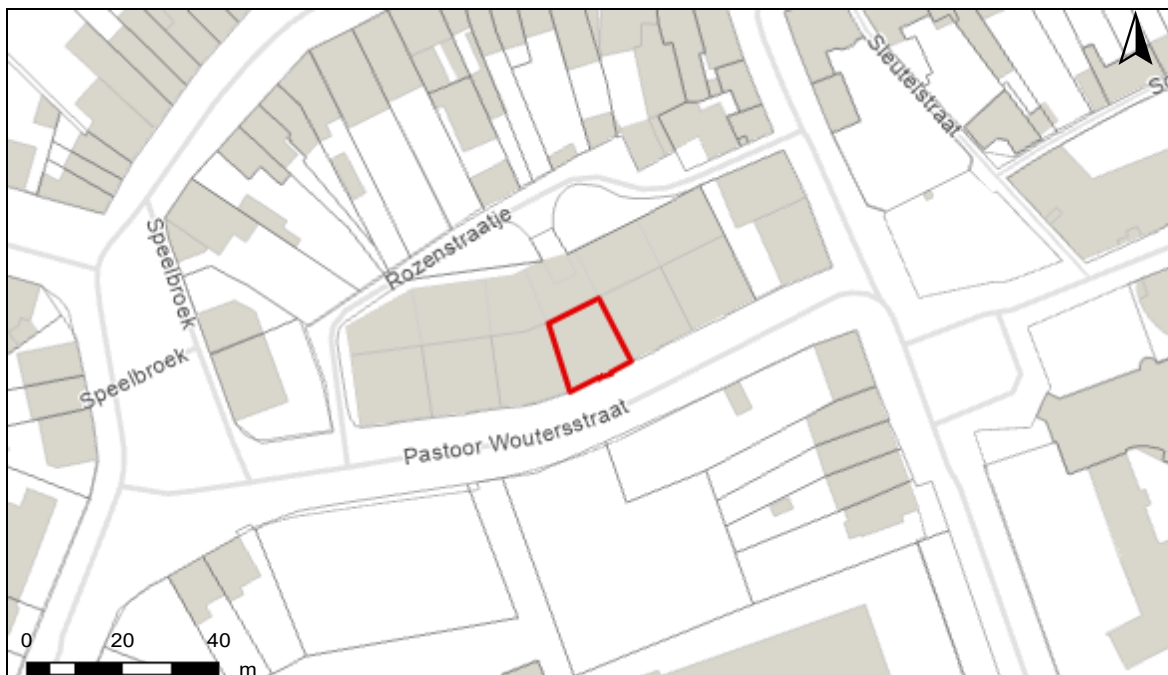 Sleutelstraat
S
Rozenstraatje
Speelbroek
Speelbroek
Pastoor Woutersstraat
0 20 40
m